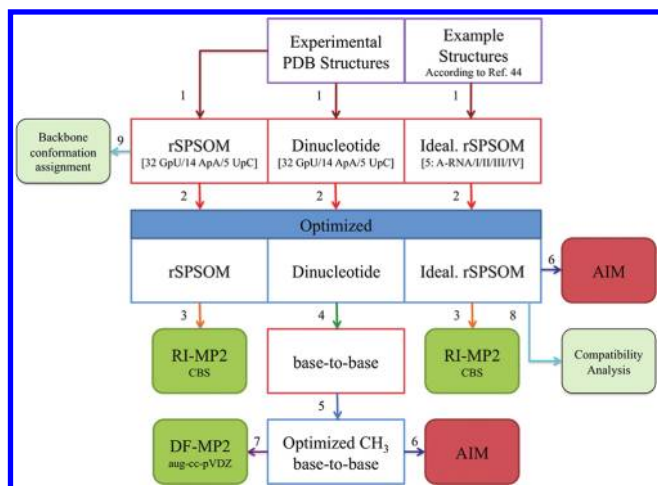 Experimental
PDB Structures
Example
Structures
According to Ref. 44
1
1
1
Backbone
conformation
assignment
9
rSPSOM
[32 GpU/14 ApA/5 UpC]
Dinucleotide
[32 GpU/14 ApA/5 UpC]
Ideal. rSPSOM
[5: A-RNA/I/II/III/IV]
2
2
2
Optimized
rSPSOM
Dinucleotide
Ideal. rSPSOM
6
AIM
3
4
3
8
RI-MP2
CBS
base-to-base
RI-MP2
CBS
Compatibility
Analysis
5
DF-MP2
aug-cc-pVDZ
7
Optimized CH₃
base-to-base
6
AIM